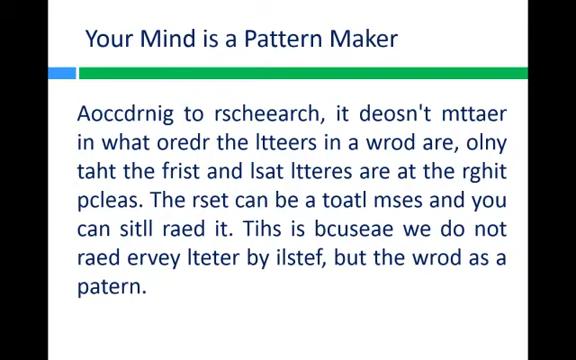 Your Mind is a Pattern Maker
Aoccdrnig to rscheearch, it deosn't mttaer
in what oredr the ltteers in a wrod are, olny
taht the frist and lsat ltteres are at the rghit
pcleas. The rset can be a toatl mses and you
can sitll raed it. Tihs is bcuseae we do not
raed ervey lteter by ilstef, but the wrod as a
patern.